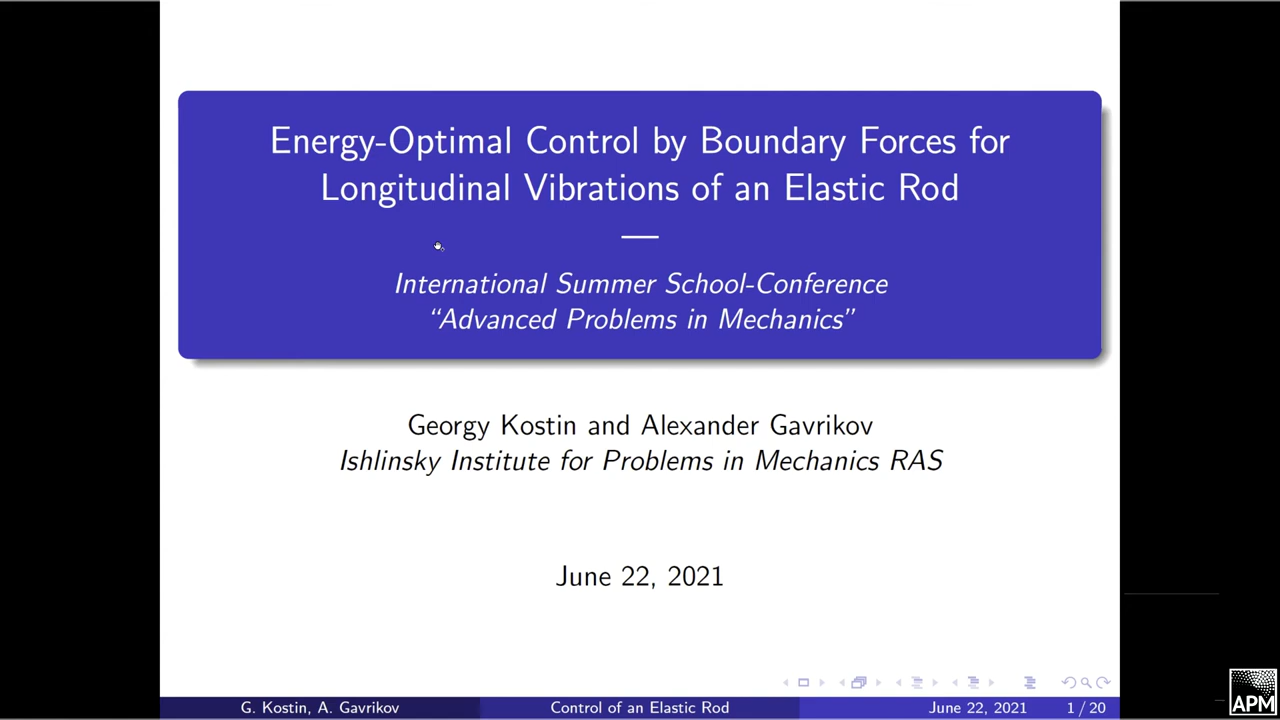 Energy-Optimal Control by Boundary Forces for
Longitudinal Vibrations of an Elastic Rod
—
International Summer School-Conference
“Advanced Problems in Mechanics”
Georgy Kostin and Alexander Gavrikov
Ishlinsky Institute for Problems in Mechanics RAS
June 22, 2021
G. Kostin, A. Gavrikov Control of an Elastic Rod June 22, 2021 1 / 20
APM